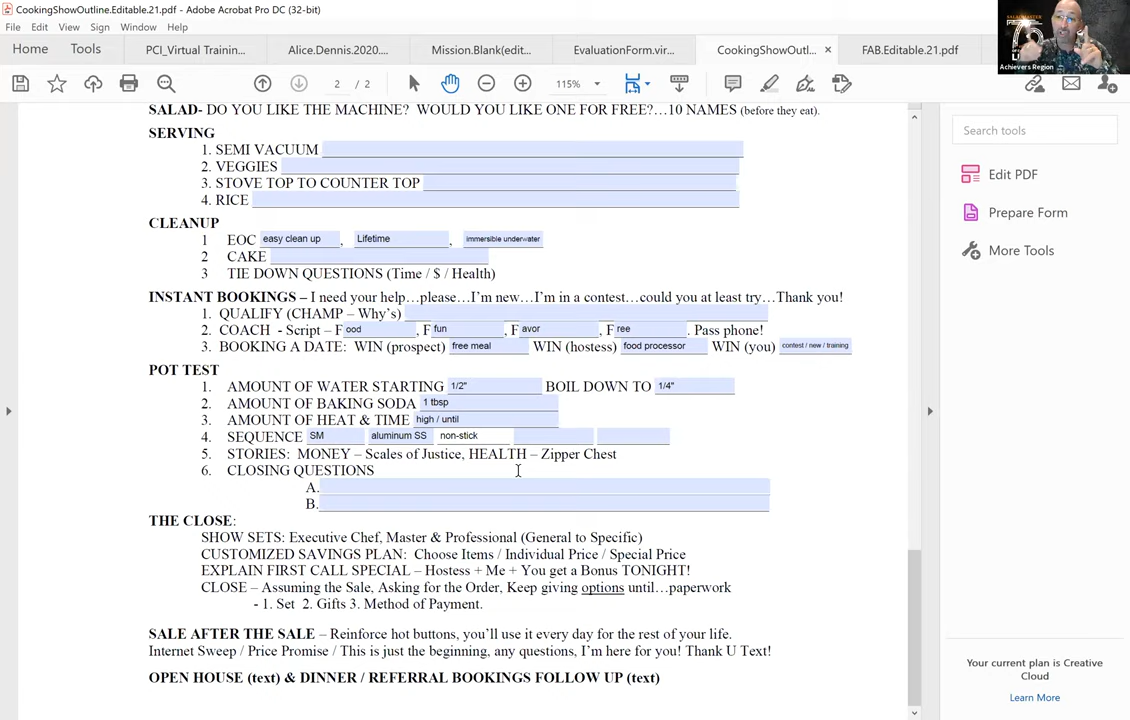 CookingShowOutline.Editable.21.pdf - Adobe Acrobat Pro DC (32-bit)
File Edit View Sign Window Help
Home Tools PCI_Virtual Trainin... Alice.Dennis.2020.... Mission.Blank(edit... EvaluationForm.vir... CookingShowOutl... × FAB.Editable.21.pdf
Achievers Region
2 / 2 115%
SALAD- DO YOU LIKE THE MACHINE? WOULD YOU LIKE ONE FOR FREE?…10 NAMES (before they eat).
SERVING
1. SEMI VACUUM
2. VEGGIES
3. STOVE TOP TO COUNTER TOP
4. RICE
CLEANUP
1 EOC easy clean up, Lifetime, immersible underwater
2 CAKE
3 TIE DOWN QUESTIONS (Time / $ / Health)
INSTANT BOOKINGS – I need your help…please…I'm new…I'm in a contest…could you at least try…Thank you!
1. QUALIFY (CHAMP – Why's)
2. COACH - Script – F ood, F fun, F avor, F ree. Pass phone!
3. BOOKING A DATE: WIN (prospect) free meal WIN (hostess) food processor WIN (you) contest / new / training
POT TEST
1. AMOUNT OF WATER STARTING 1/2" BOIL DOWN TO 1/4"
2. AMOUNT OF BAKING SODA 1 tbsp
3. AMOUNT OF HEAT & TIME high / until
4. SEQUENCE SM aluminum SS non-stick
5. STORIES: MONEY – Scales of Justice, HEALTH – Zipper Chest
6. CLOSING QUESTIONS
A.
B.
THE CLOSE:
SHOW SETS: Executive Chef, Master & Professional (General to Specific)
CUSTOMIZED SAVINGS PLAN: Choose Items / Individual Price / Special Price
EXPLAIN FIRST CALL SPECIAL – Hostess + Me + You get a Bonus TONIGHT!
CLOSE – Assuming the Sale, Asking for the Order, Keep giving options until…paperwork
- 1. Set 2. Gifts 3. Method of Payment.
SALE AFTER THE SALE – Reinforce hot buttons, you'll use it every day for the rest of your life.
Internet Sweep / Price Promise / This is just the beginning, any questions, I'm here for you! Thank U Text!
OPEN HOUSE (text) & DINNER / REFERRAL BOOKINGS FOLLOW UP (text)
Search tools
Edit PDF
Prepare Form
More Tools
Your current plan is Creative
Cloud
Learn More